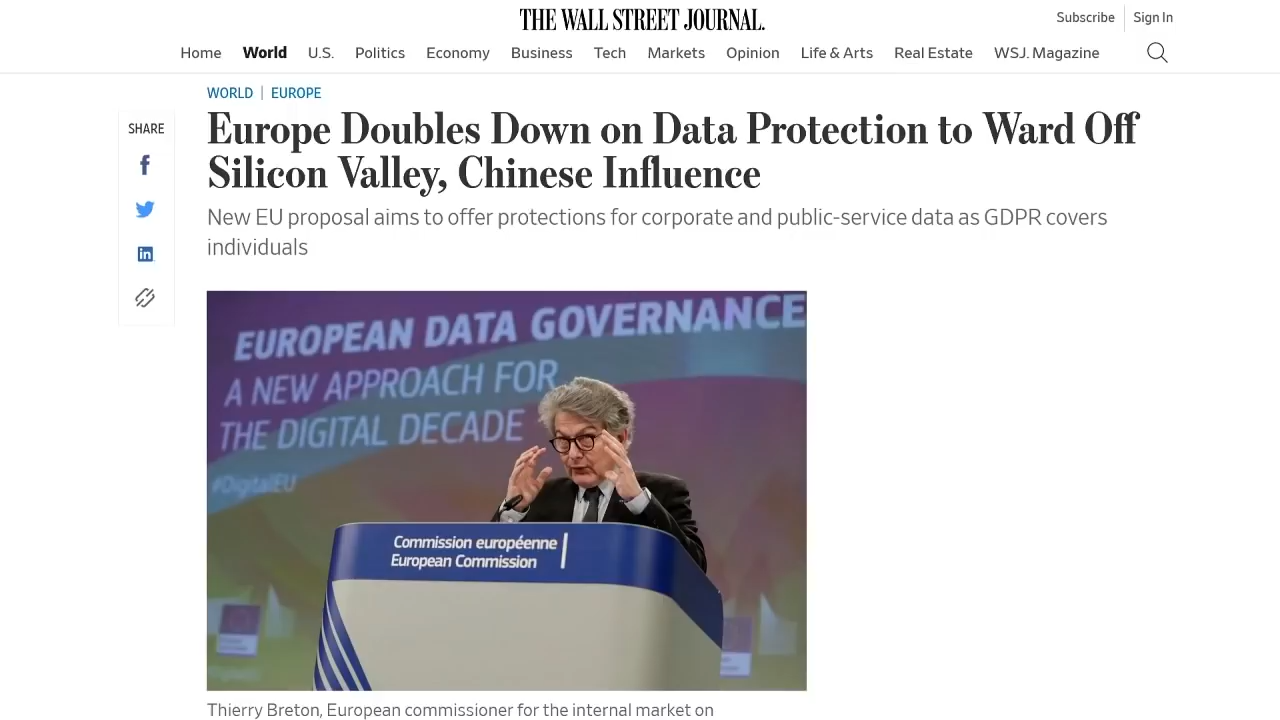 THE WALL STREET JOURNAL.
Subscribe
Sign In
Home World U.S. Politics Economy Business Tech Markets Opinion Life & Arts Real Estate WSJ. Magazine
WORLD | EUROPE
SHARE
Europe Doubles Down on Data Protection to Ward Off
Silicon Valley, Chinese Influence
New EU proposal aims to offer protections for corporate and public-service data as GDPR covers
individuals
EUROPEAN DATA GOVERNANCE
A NEW APPROACH FOR
THE DIGITAL DECADE
#DigitalEU
Commission européenne
European Commission
Thierry Breton, European commissioner for the internal market on